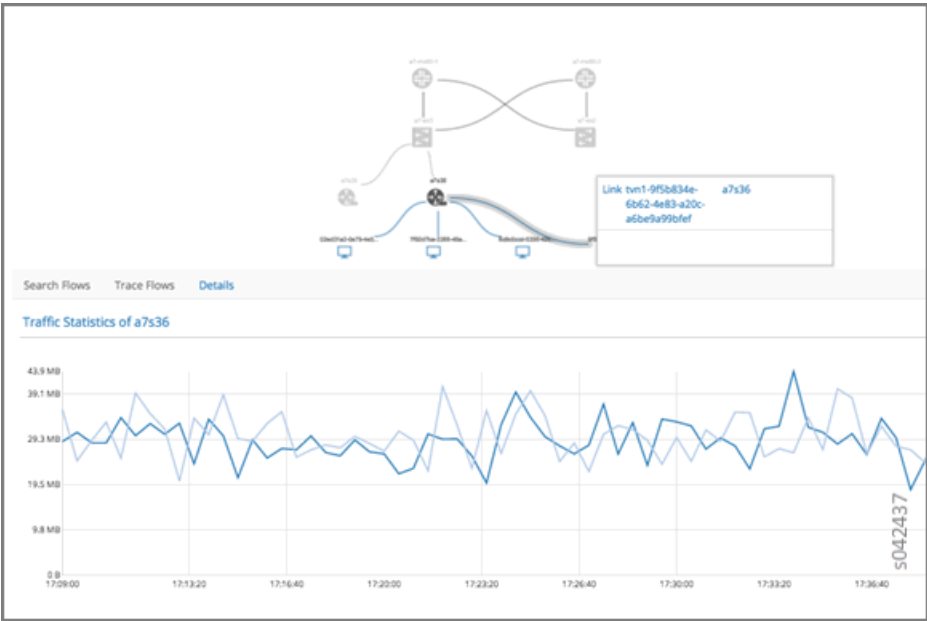 a7s36
Link tvn1-9f5b834e- a7s36
6b62-4e83-a20c-
a6be9a99bfef
Search Flows Trace Flows Details
Traffic Statistics of a7s36
43.9 MB
39.1 MB
29.3 MB
19.5 MB
9.8 MB
0 B
17:09:00 17:13:20 17:16:40 17:20:00 17:23:20 17:26:40 17:30:00 17:33:20 17:36:40
s042437